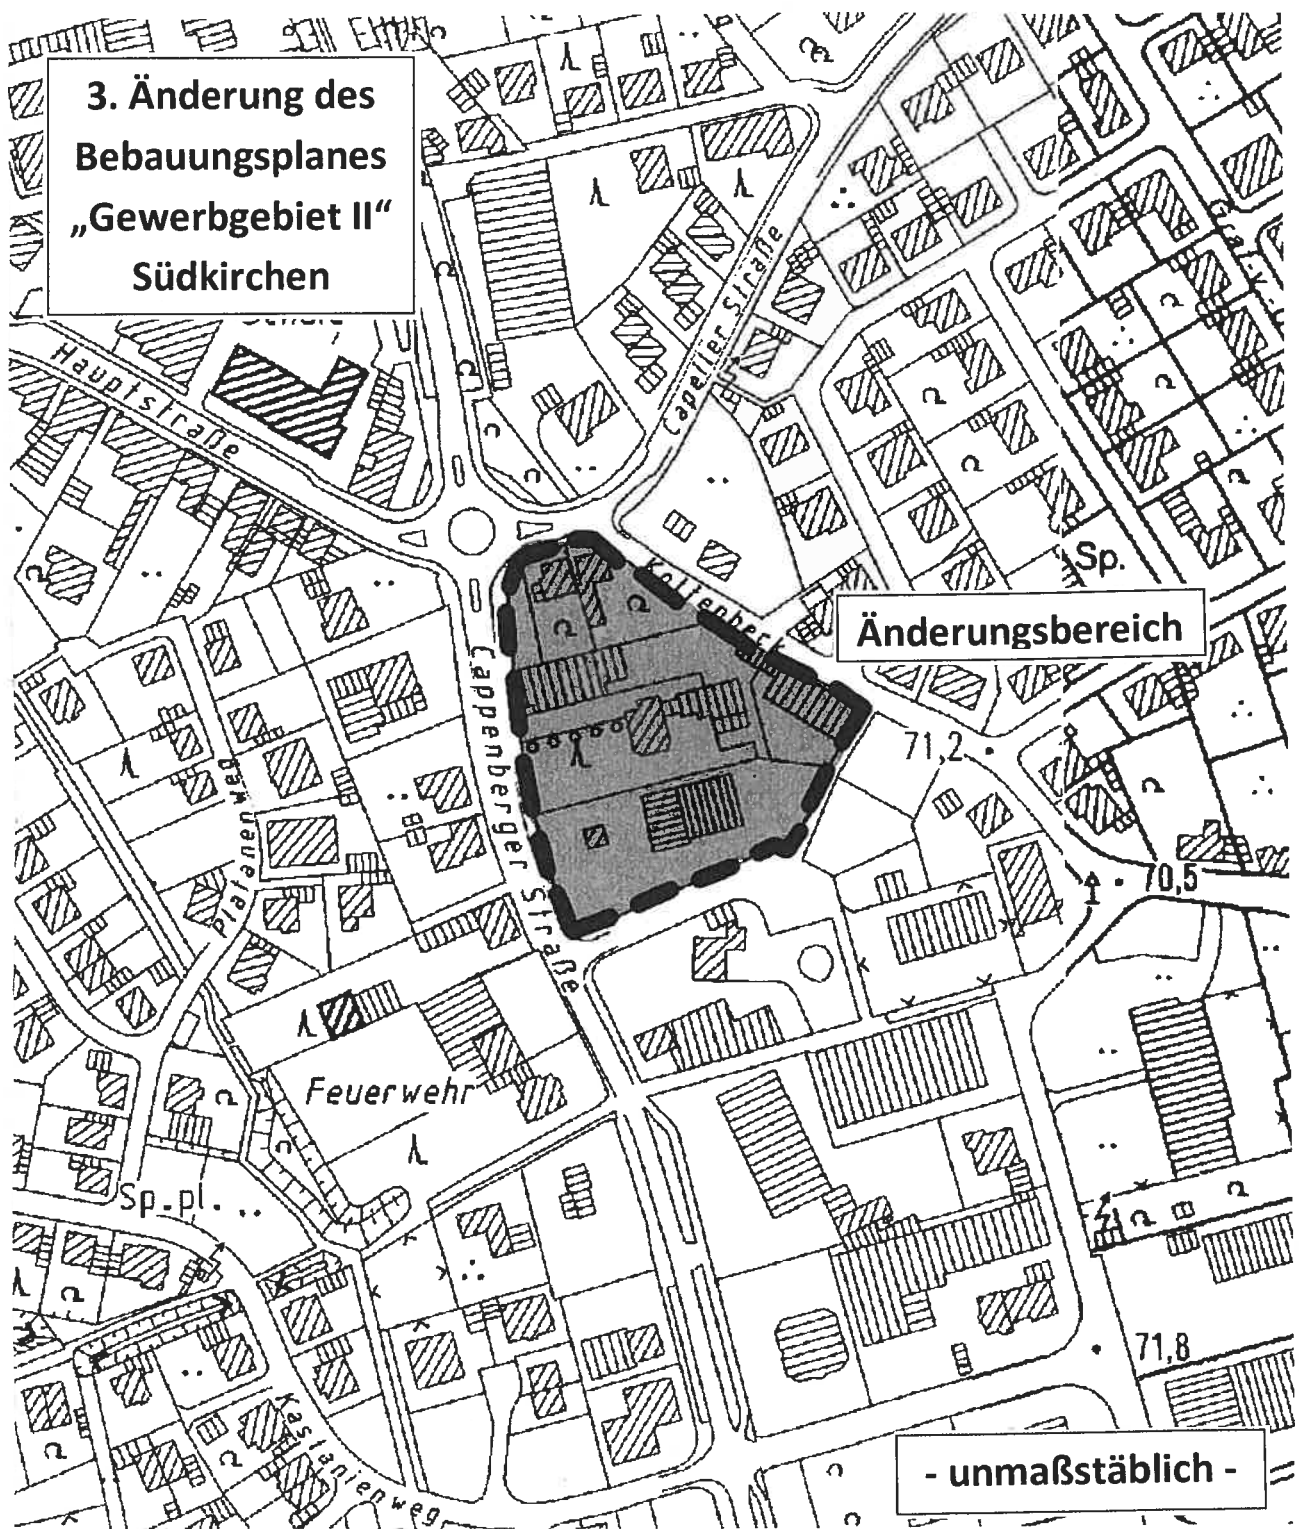 3. Änderung des
Bebauungsplanes
„Gewerbgebiet II“
Südkirchen
Hauptstraße
Capeller Straße
Sp.
Änderungsbereich
Cappenberger Straße
71,2
Platanenweg
70,5
Feuerwehr
Sp.pl.
71,8
Kastanienweg
- unmaßstäblich -